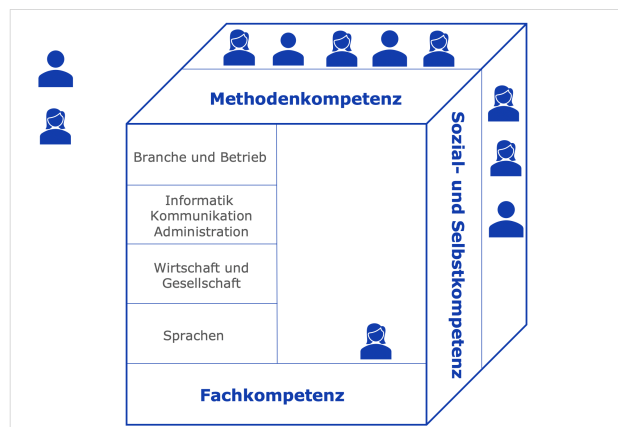 Methodenkompetenz
Branche und Betrieb
Informatik
Kommunikation
Administration
Wirtschaft und
Gesellschaft
Sprachen
Fachkompetenz
Sozial- und Selbstkompetenz